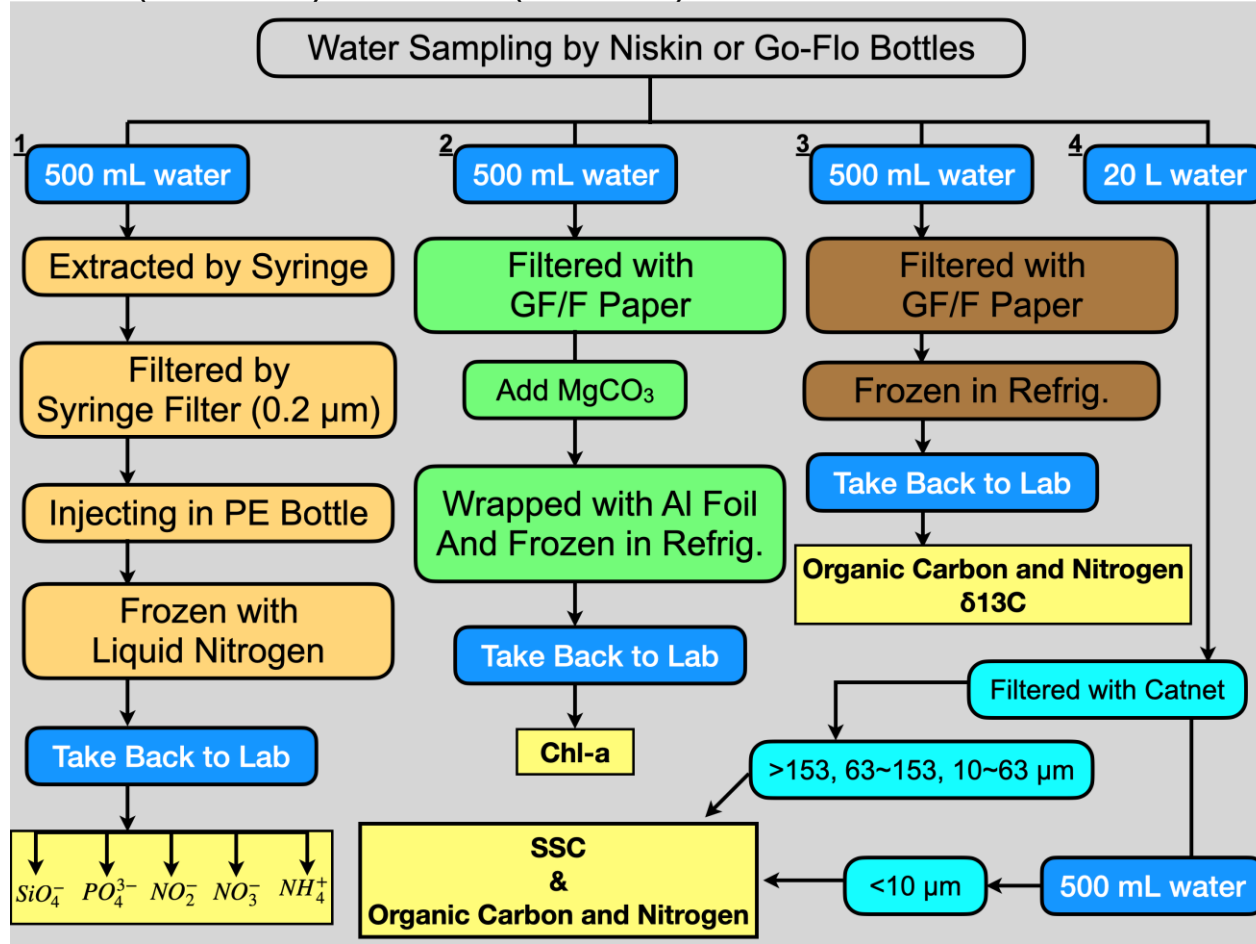 Water Sampling by Niskin or Go-Flo Bottles
1
500 mL water
Extracted by Syringe
Filtered by
Syringe Filter (0.2 µm)
Injecting in PE Bottle
Frozen with
Liquid Nitrogen
Take Back to Lab
SiO₄⁻ PO₄³⁻ NO₂⁻ NO₃⁻ NH₄⁺
2
500 mL water
Filtered with
GF/F Paper
Add MgCO₃
Wrapped with Al Foil
And Frozen in Refrig.
Take Back to Lab
Chl-a
3
500 mL water
Filtered with
GF/F Paper
Frozen in Refrig.
Take Back to Lab
Organic Carbon and Nitrogen
δ13C
4
20 L water
Filtered with Catnet
>153, 63~153, 10~63 µm
500 mL water
<10 µm
SSC
&
Organic Carbon and Nitrogen